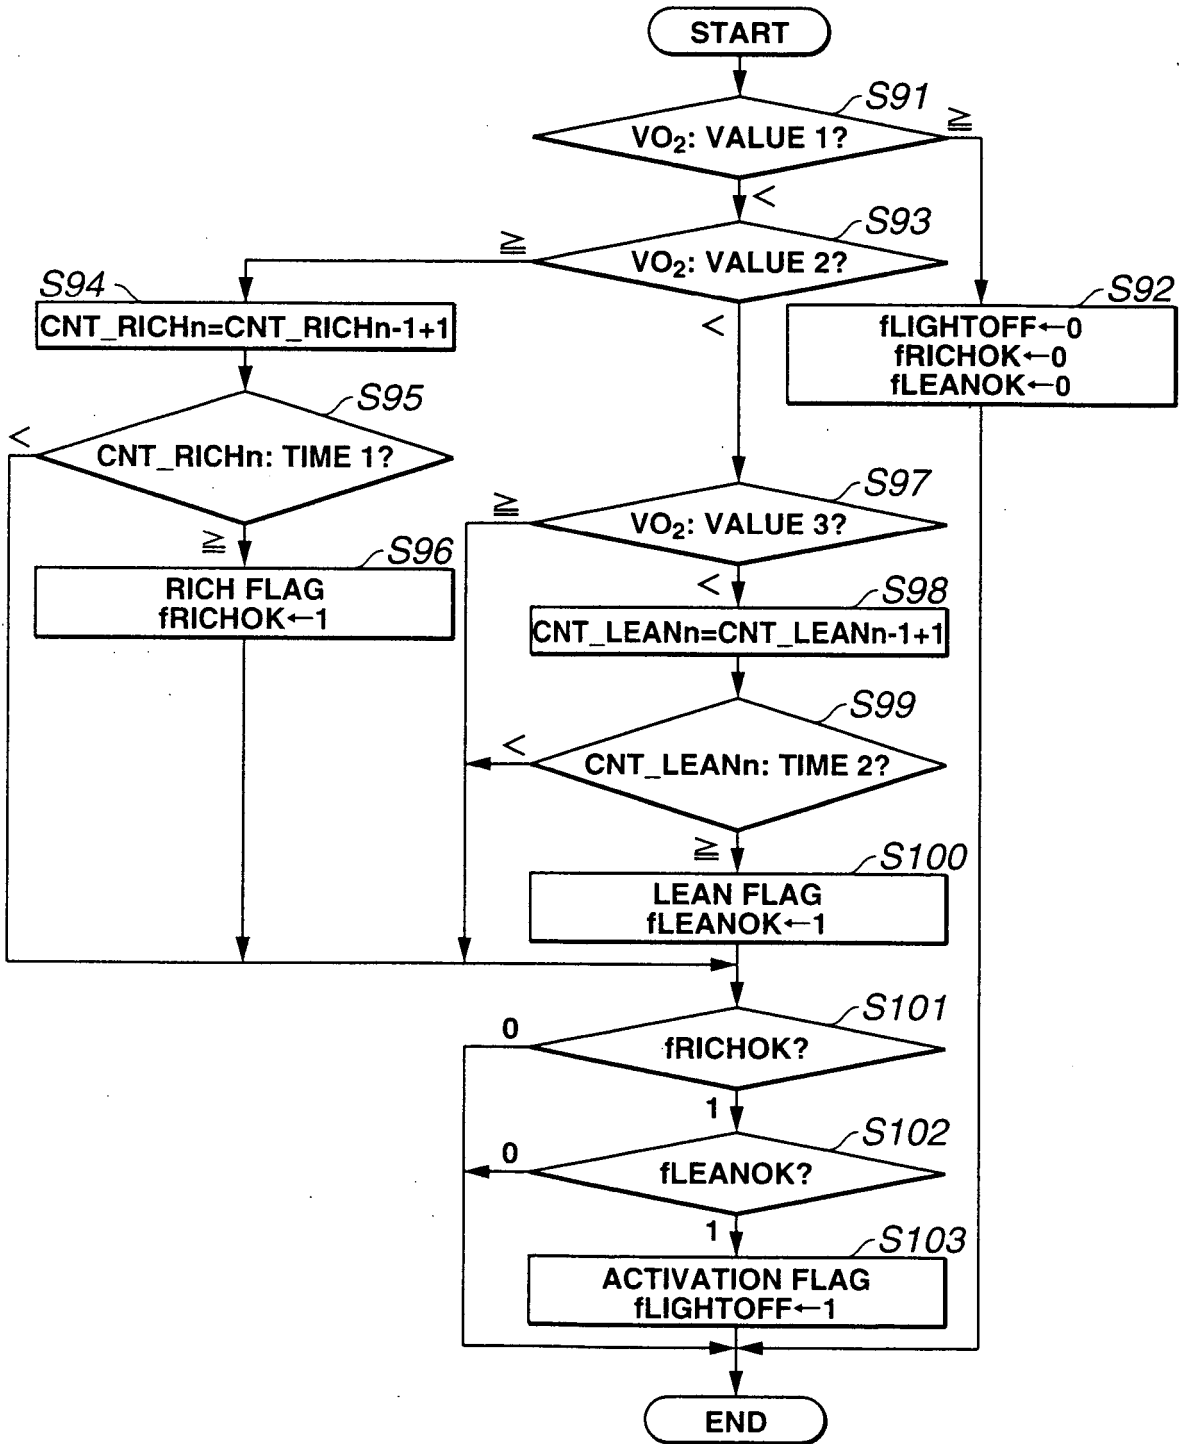 START
S91
VO2: VALUE 1?
≧
<
S93
VO2: VALUE 2?
≧
<
S92
fLIGHTOFF←0
fRICHOK←0
fLEANOK←0
S94
CNT_RICHn=CNT_RICHn-1+1
S95
CNT_RICHn: TIME 1?
<
≧
S96
RICH FLAG
fRICHOK←1
S97
VO2: VALUE 3?
≧
<
S98
CNT_LEANn=CNT_LEANn-1+1
S99
CNT_LEANn: TIME 2?
<
≧
S100
LEAN FLAG
fLEANOK←1
S101
fRICHOK?
0
1
S102
fLEANOK?
0
1
S103
ACTIVATION FLAG
fLIGHTOFF←1
END